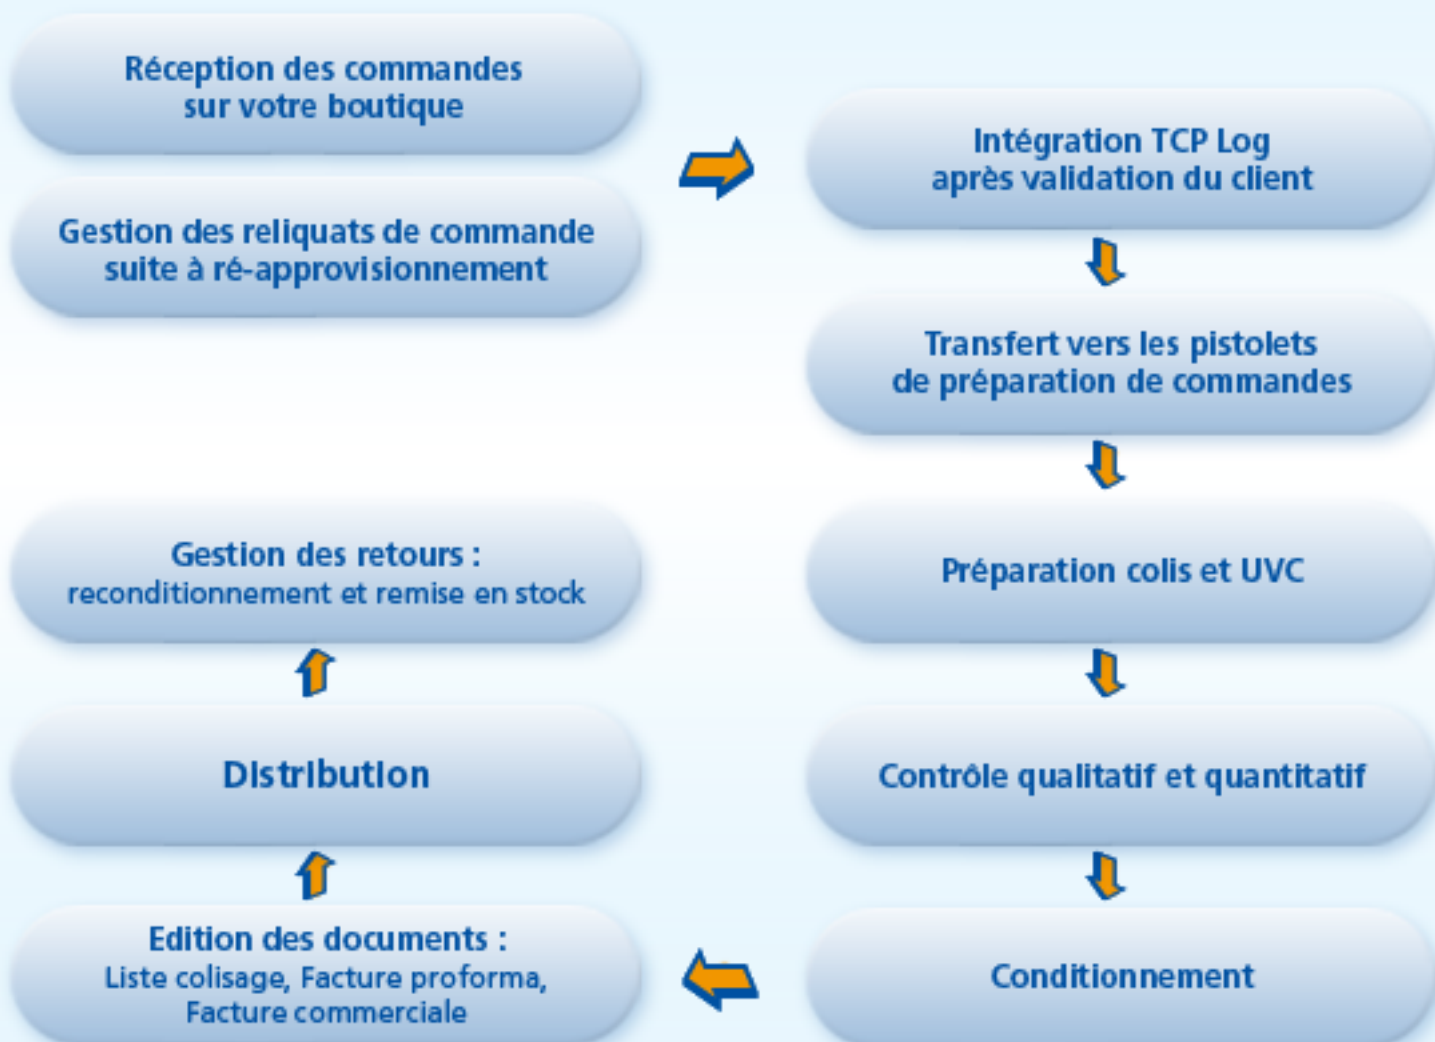 Réception des commandes
sur votre boutique
Gestion des reliquats de commande
suite à ré-approvisionnement
Intégration TCP Log
après validation du client
Transfert vers les pistolets
de préparation de commandes
Préparation colis et UVC
Contrôle qualitatif et quantitatif
Conditionnement
Edition des documents :
Liste colisage, Facture proforma,
Facture commerciale
Distribution
Gestion des retours :
reconditionnement et remise en stock